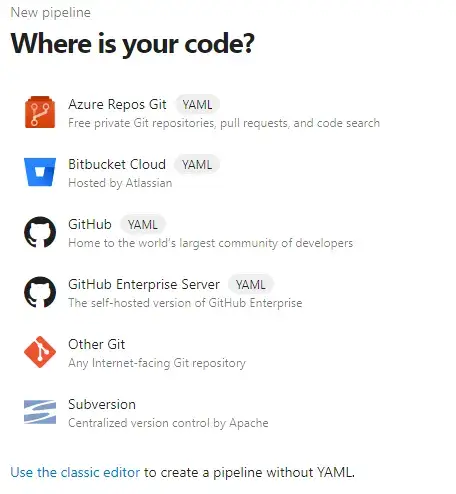 New pipeline
Where is your code?
Azure Repos Git YAML
Free private Git repositories, pull requests, and code search
Bitbucket Cloud YAML
Hosted by Atlassian
GitHub YAML
Home to the world's largest community of developers
GitHub Enterprise Server YAML
The self-hosted version of GitHub Enterprise
Other Git
Any Internet-facing Git repository
Subversion
Centralized version control by Apache
Use the classic editor to create a pipeline without YAML.